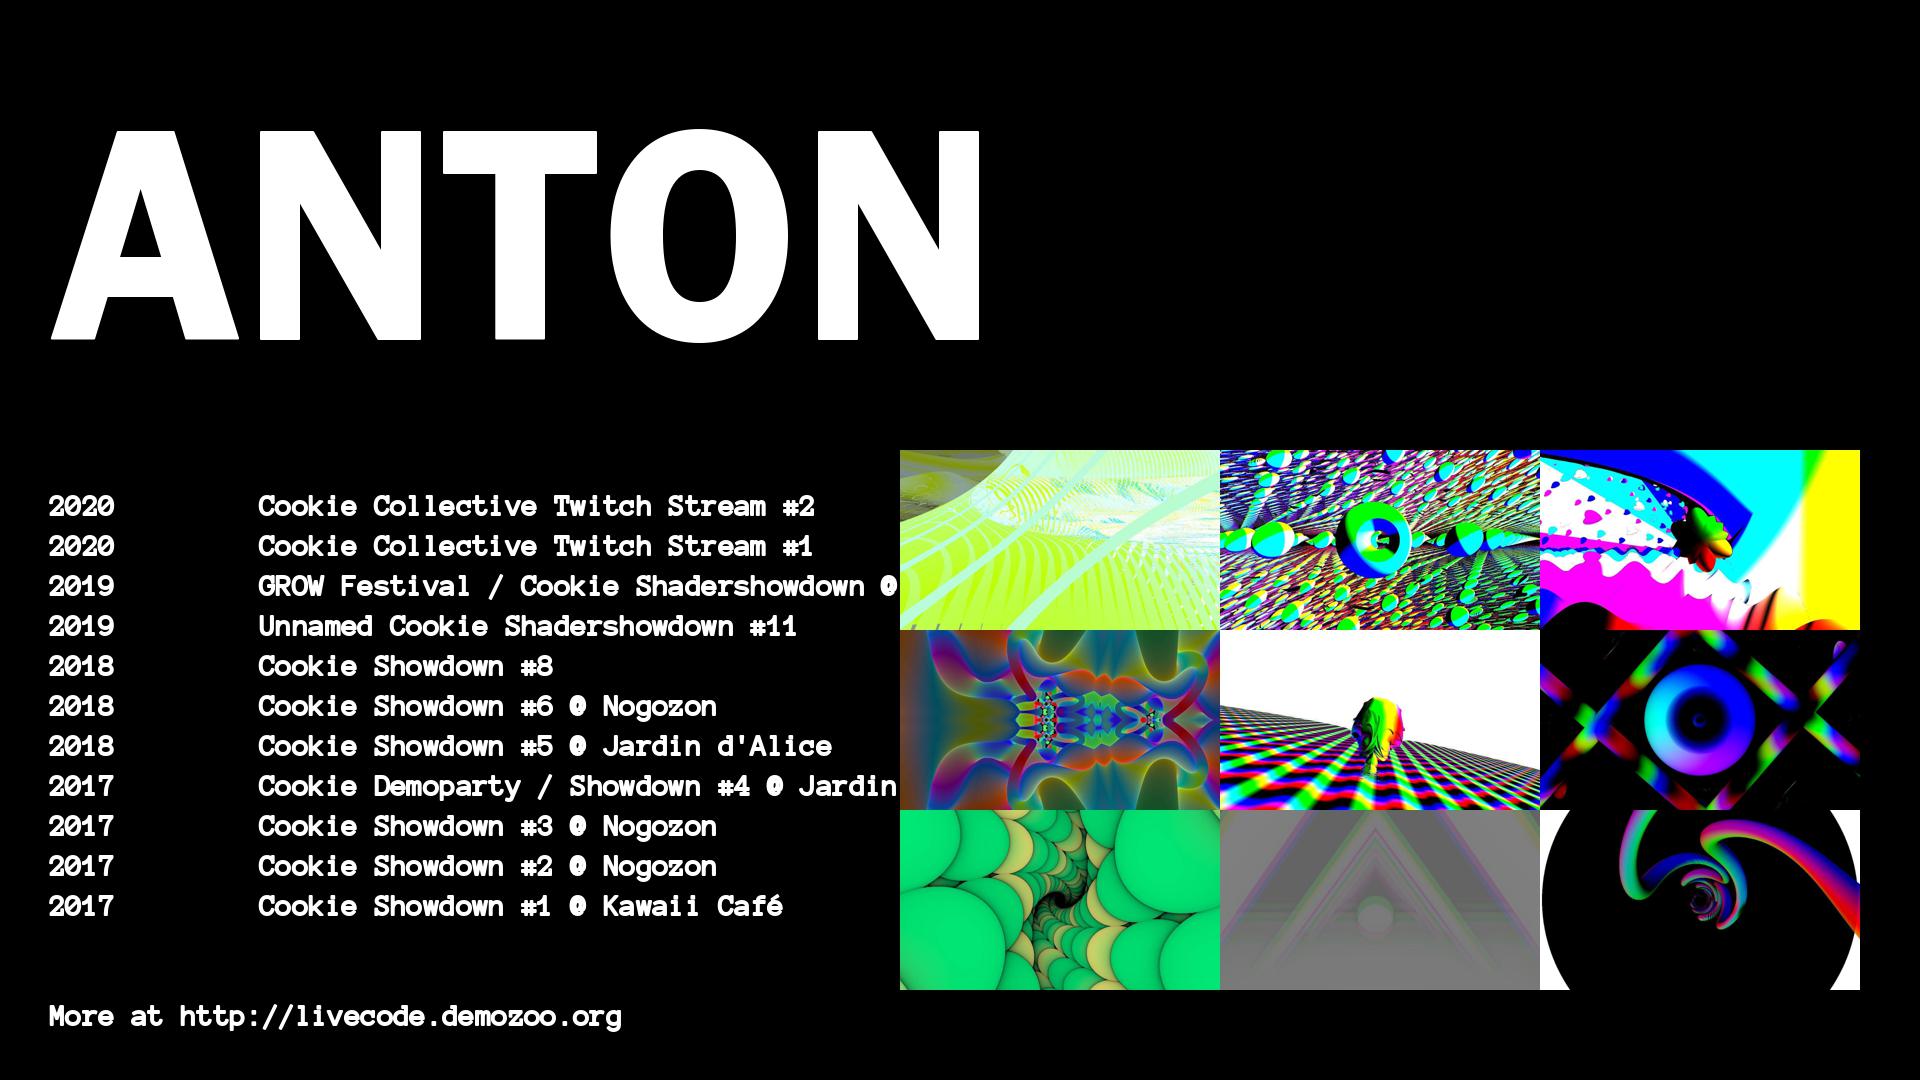 ANTON
2020 Cookie Collective Twitch Stream #2
2020 Cookie Collective Twitch Stream #1
2019 GROW Festival / Cookie Shadershowdown @
2019 Unnamed Cookie Shadershowdown #11
2018 Cookie Showdown #8
2018 Cookie Showdown #6 @ Nogozon
2018 Cookie Showdown #5 @ Jardin d'Alice
2017 Cookie Demoparty / Showdown #4 @ Jardin
2017 Cookie Showdown #3 @ Nogozon
2017 Cookie Showdown #2 @ Nogozon
2017 Cookie Showdown #1 @ Kawaii Café
More at http://livecode.demozoo.org